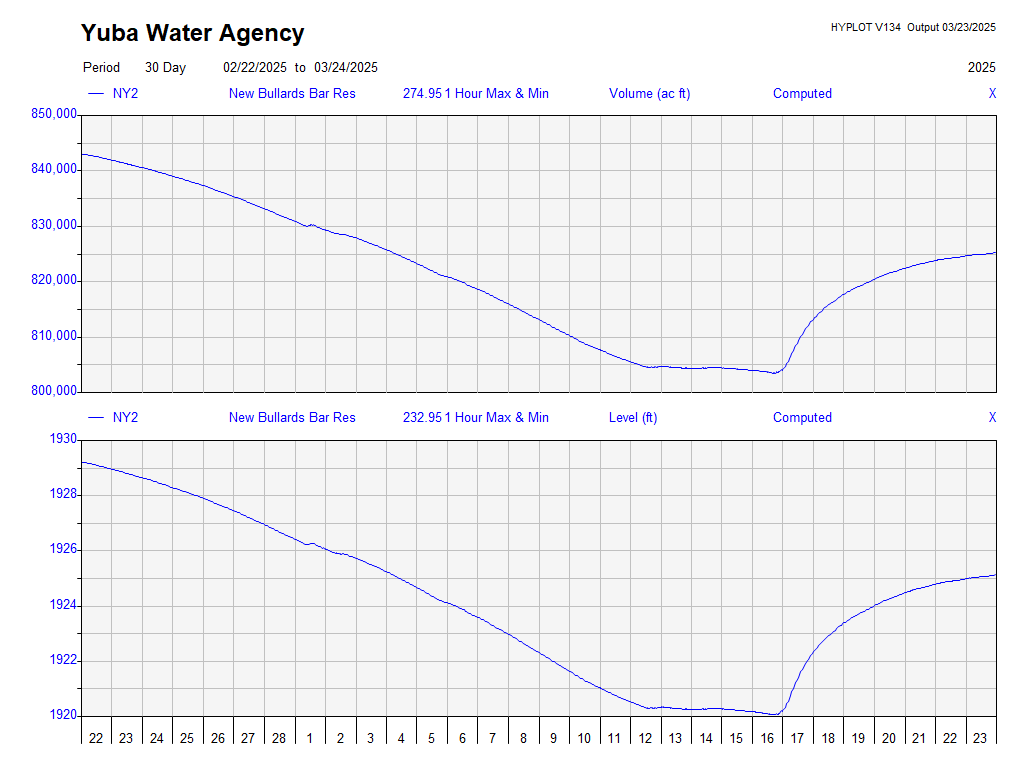 Yuba Water Agency
HYPLOT V134 Output 03/23/2025
Period 30 Day 02/22/2025 to 03/24/2025 2025
NY2 New Bullards Bar Res 274.95 1 Hour Max & Min Volume (ac ft) Computed X
850,000
840,000
830,000
820,000
810,000
800,000
NY2 New Bullards Bar Res 232.95 1 Hour Max & Min Level (ft) Computed X
1930
1928
1926
1924
1922
1920
22 23 24 25 26 27 28 1 2 3 4 5 6 7 8 9 10 11 12 13 14 15 16 17 18 19 20 21 22 23